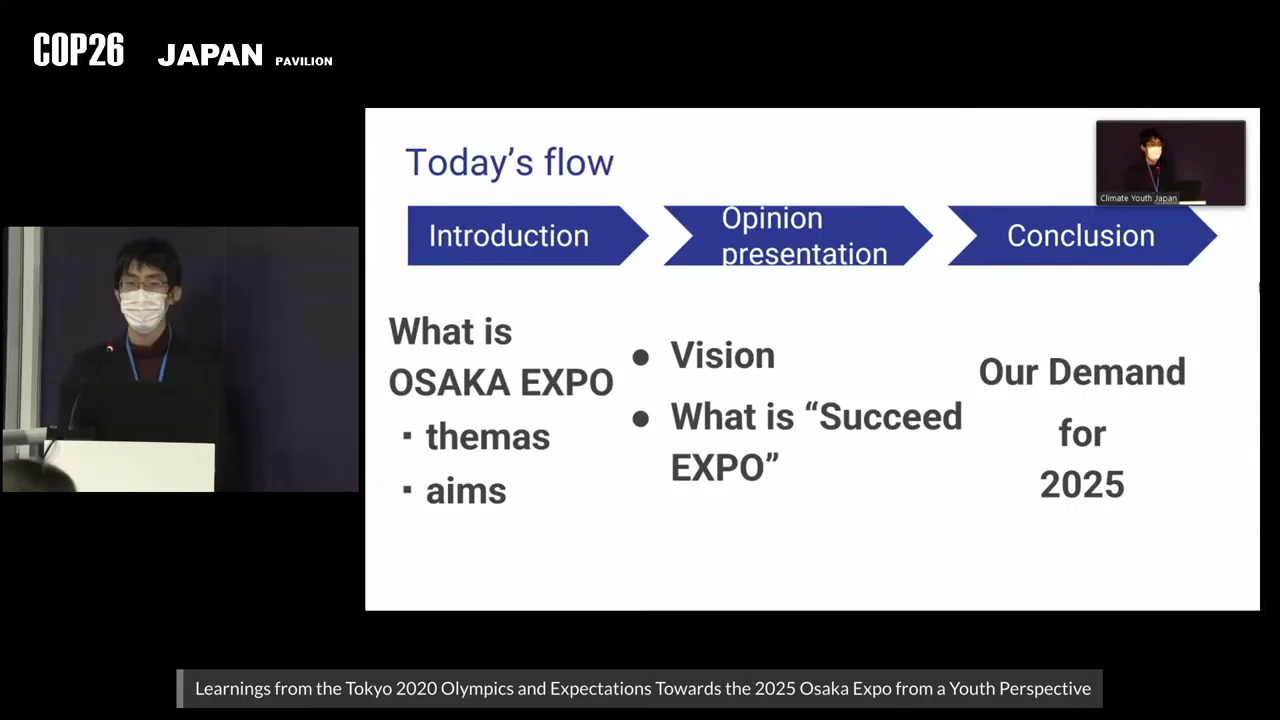 COP26 JAPAN PAVILION
Today's flow
Climate Youth Japan
Introduction
Opinion
presentation
Conclusion
What is
OSAKA EXPO
▪ themas
▪ aims
● Vision
● What is “Succeed
EXPO”
Our Demand
for
2025
Learnings from the Tokyo 2020 Olympics and Expectations Towards the 2025 Osaka Expo from a Youth Perspective